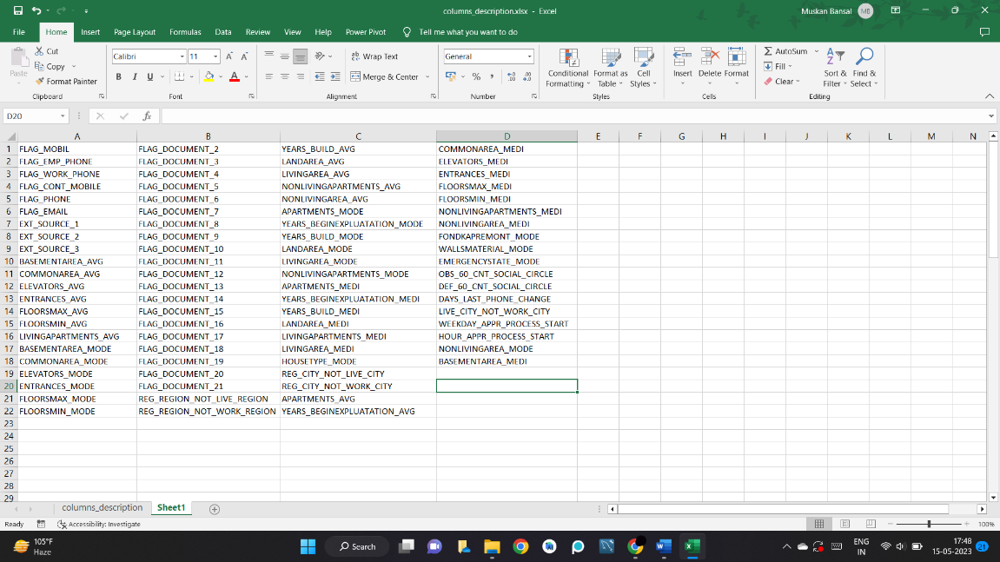 columns_description.xlsx - Excel
Muskan Bansal MB
File Home Insert Page Layout Formulas Data Review View Help Power Pivot Tell me what you want to do
Paste
Cut
Copy
Format Painter
Clipboard
Calibri 11
B I U
Font
Wrap Text
Merge & Center
Alignment
General
Number
Conditional Formatting
Format as Table
Cell Styles
Styles
Insert Delete Format
Cells
AutoSum
Fill
Clear
Sort & Filter
Find & Select
Editing
D20 fx
A B C D E F G H I J K L M N
1 FLAG_MOBIL FLAG_DOCUMENT_2 YEARS_BUILD_AVG COMMONAREA_MEDI
2 FLAG_EMP_PHONE FLAG_DOCUMENT_3 LANDAREA_AVG ELEVATORS_MEDI
3 FLAG_WORK_PHONE FLAG_DOCUMENT_4 LIVINGAREA_AVG ENTRANCES_MEDI
4 FLAG_CONT_MOBILE FLAG_DOCUMENT_5 NONLIVINGAPARTMENTS_AVG FLOORSMAX_MEDI
5 FLAG_PHONE FLAG_DOCUMENT_6 NONLIVINGAREA_AVG FLOORSMIN_MEDI
6 FLAG_EMAIL FLAG_DOCUMENT_7 APARTMENTS_MODE NONLIVINGAPARTMENTS_MEDI
7 EXT_SOURCE_1 FLAG_DOCUMENT_8 YEARS_BEGINEXPLUATATION_MODE NONLIVINGAREA_MEDI
8 EXT_SOURCE_2 FLAG_DOCUMENT_9 YEARS_BUILD_MODE FONDKAPREMONT_MODE
9 EXT_SOURCE_3 FLAG_DOCUMENT_10 LANDAREA_MODE WALLSMATERIAL_MODE
10 BASEMENTAREA_AVG FLAG_DOCUMENT_11 LIVINGAREA_MODE EMERGENCYSTATE_MODE
11 COMMONAREA_AVG FLAG_DOCUMENT_12 NONLIVINGAPARTMENTS_MODE OBS_60_CNT_SOCIAL_CIRCLE
12 ELEVATORS_AVG FLAG_DOCUMENT_13 APARTMENTS_MEDI DEF_60_CNT_SOCIAL_CIRCLE
13 ENTRANCES_AVG FLAG_DOCUMENT_14 YEARS_BEGINEXPLUATATION_MEDI DAYS_LAST_PHONE_CHANGE
14 FLOORSMAX_AVG FLAG_DOCUMENT_15 YEARS_BUILD_MEDI LIVE_CITY_NOT_WORK_CITY
15 FLOORSMIN_AVG FLAG_DOCUMENT_16 LANDAREA_MEDI WEEKDAY_APPR_PROCESS_START
16 LIVINGAPARTMENTS_AVG FLAG_DOCUMENT_17 LIVINGAPARTMENTS_MEDI HOUR_APPR_PROCESS_START
17 BASEMENTAREA_MODE FLAG_DOCUMENT_18 LIVINGAREA_MEDI NONLIVINGAREA_MODE
18 COMMONAREA_MODE FLAG_DOCUMENT_19 HOUSETYPE_MODE BASEMENTAREA_MEDI
19 ELEVATORS_MODE FLAG_DOCUMENT_20 REG_CITY_NOT_LIVE_CITY
20 ENTRANCES_MODE FLAG_DOCUMENT_21 REG_CITY_NOT_WORK_CITY
21 FLOORSMAX_MODE REG_REGION_NOT_LIVE_REGION APARTMENTS_AVG
22 FLOORSMIN_MODE REG_REGION_NOT_WORK_REGION YEARS_BEGINEXPLUATATION_AVG
23
24
25
26
27
28
29
columns_description Sheet1
Ready Accessibility: Investigate 100%
105°F
Haze
Search
ENG
IN
17:48
15-05-2023
21